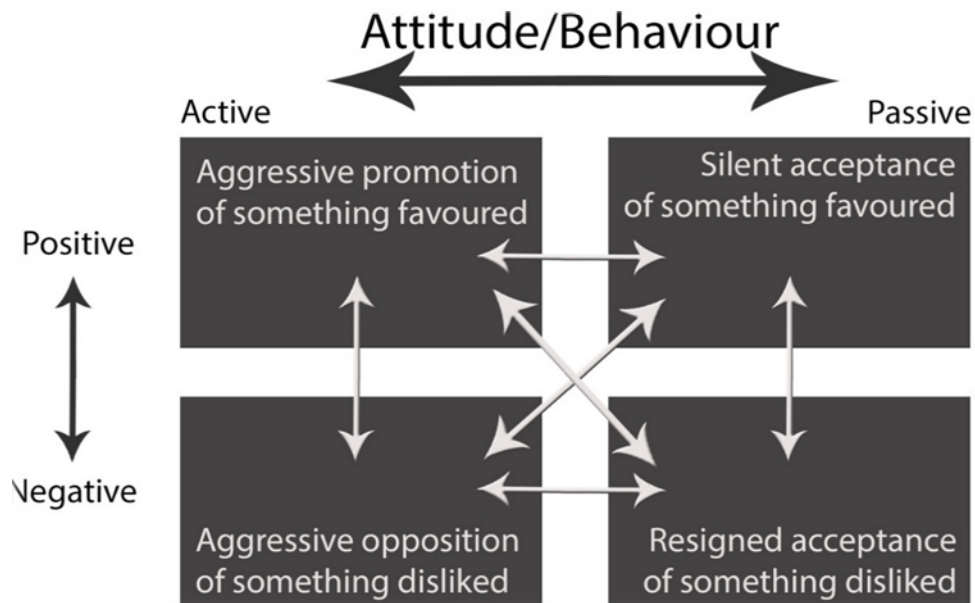 Attitude/Behaviour
Active
Passive
Aggressive promotion
of something favoured
Silent acceptance
of something favoured
Positive
Negative
Aggressive opposition
of something disliked
Resigned acceptance
of something disliked